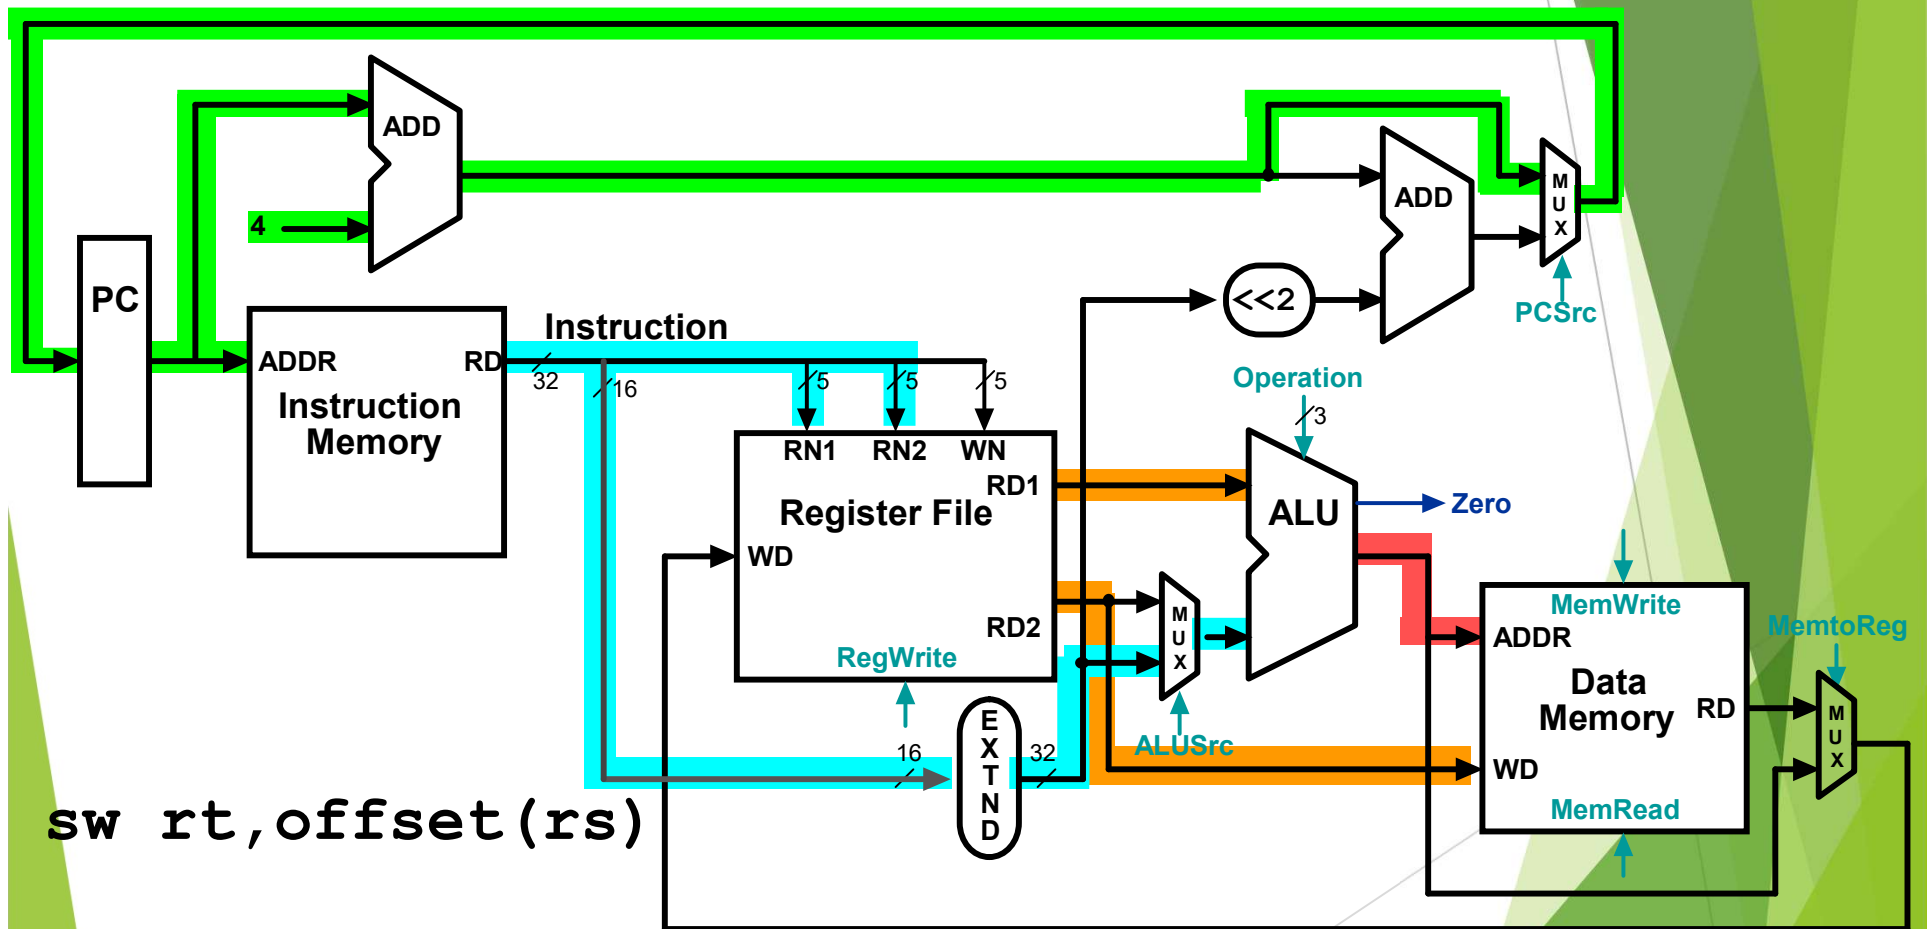 ADD
4
PC
ADD
M
U
X
PCSrc
<<2
Instruction
ADDR
RD
32
16
5
5
5
Instruction
Memory
Operation
3
RN1
RN2
WN
RD1
Register File
ALU
Zero
WD
RD2
RegWrite
M
U
X
ALUSrc
MemWrite
ADDR
Data
Memory
RD
WD
MemRead
MemtoReg
M
U
X
16
E
X
T
N
D
32
sw rt,offset(rs)